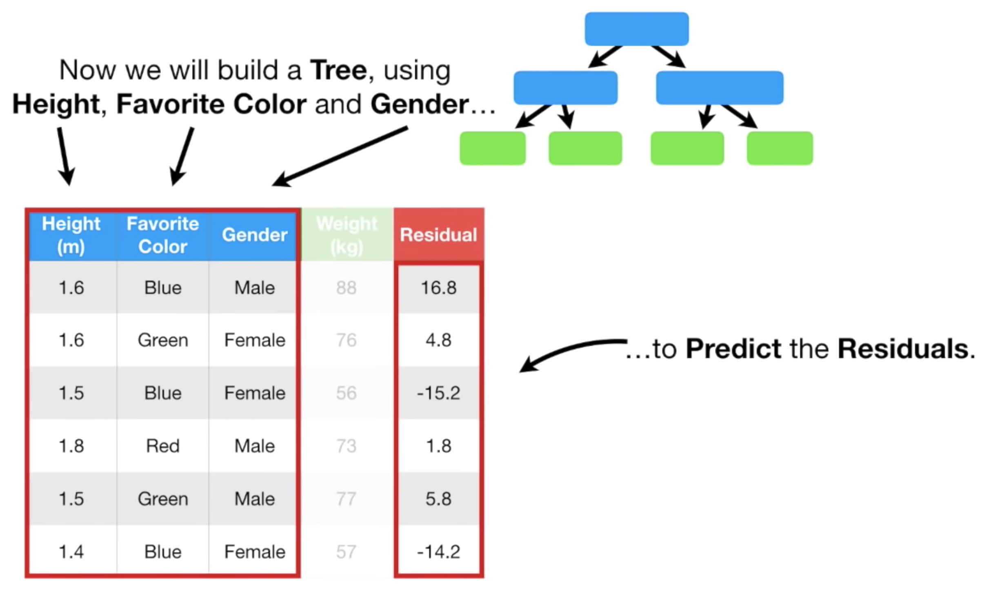 Now we will build a Tree, using
Height, Favorite Color and Gender...
Height (m) Favorite Color Gender Weight (kg) Residual
1.6 Blue Male 88 16.8
1.6 Green Female 76 4.8
1.5 Blue Female 56 -15.2
1.8 Red Male 73 1.8
1.5 Green Male 77 5.8
1.4 Blue Female 57 -14.2
...to Predict the Residuals.